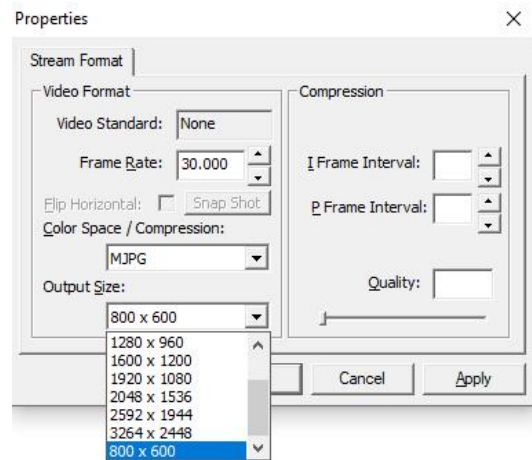 Properties
Stream Format
Video Format
Video Standard: None
Frame Rate: 30.000
Flip Horizontal: Snap Shot
Color Space / Compression:
MJPG
Output Size:
800 x 600
1280 x 960
1600 x 1200
1920 x 1080
2048 x 1536
2592 x 1944
3264 x 2448
800 x 600
Compression
I Frame Interval:
P Frame Interval:
Quality:
Cancel
Apply